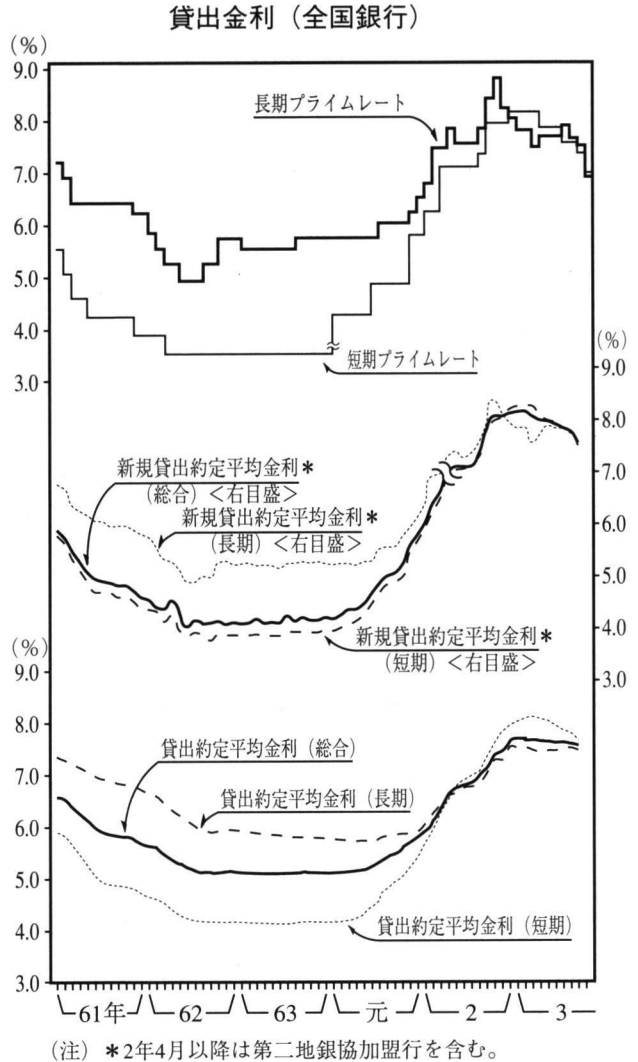 貸出金利（全国銀行）
(%)
9.0
8.0
7.0
6.0
5.0
4.0
3.0
長期プライムレート
短期プライムレート
(%)
9.0
8.0
7.0
6.0
5.0
4.0
3.0
新規貸出約定平均金利＊
(総合)＜右目盛＞
新規貸出約定平均金利＊
(長期)＜右目盛＞
新規貸出約定平均金利＊
(短期)＜右目盛＞
(%)
9.0
8.0
7.0
6.0
5.0
4.0
3.0
貸出約定平均金利(総合)
貸出約定平均金利(長期)
貸出約定平均金利(短期)
61年 62 63 元 2 3
(注) ＊2年4月以降は第二地銀協加盟行を含む。